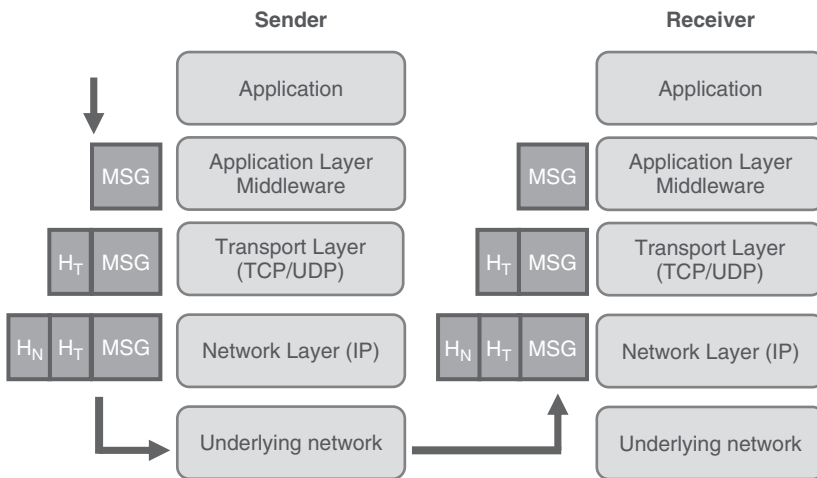 Sender
Receiver
Application
Application
MSG
Application Layer
Middleware
MSG
Application Layer
Middleware
H_T MSG
Transport Layer
(TCP/UDP)
H_T MSG
Transport Layer
(TCP/UDP)
H_N H_T MSG
Network Layer (IP)
H_N H_T MSG
Network Layer (IP)
Underlying network
Underlying network